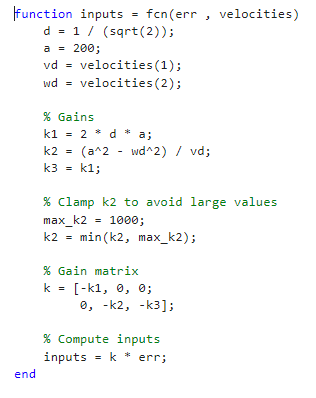 function inputs = fcn(err , velocities)
d = 1 / (sqrt(2));
a = 200;
vd = velocities(1);
wd = velocities(2);
% Gains
k1 = 2 * d * a;
k2 = (a^2 - wd^2) / vd;
k3 = k1;
% Clamp k2 to avoid large values
max_k2 = 1000;
k2 = min(k2, max_k2);
% Gain matrix
k = [-k1, 0, 0;
0, -k2, -k3];
% Compute inputs
inputs = k * err;
end